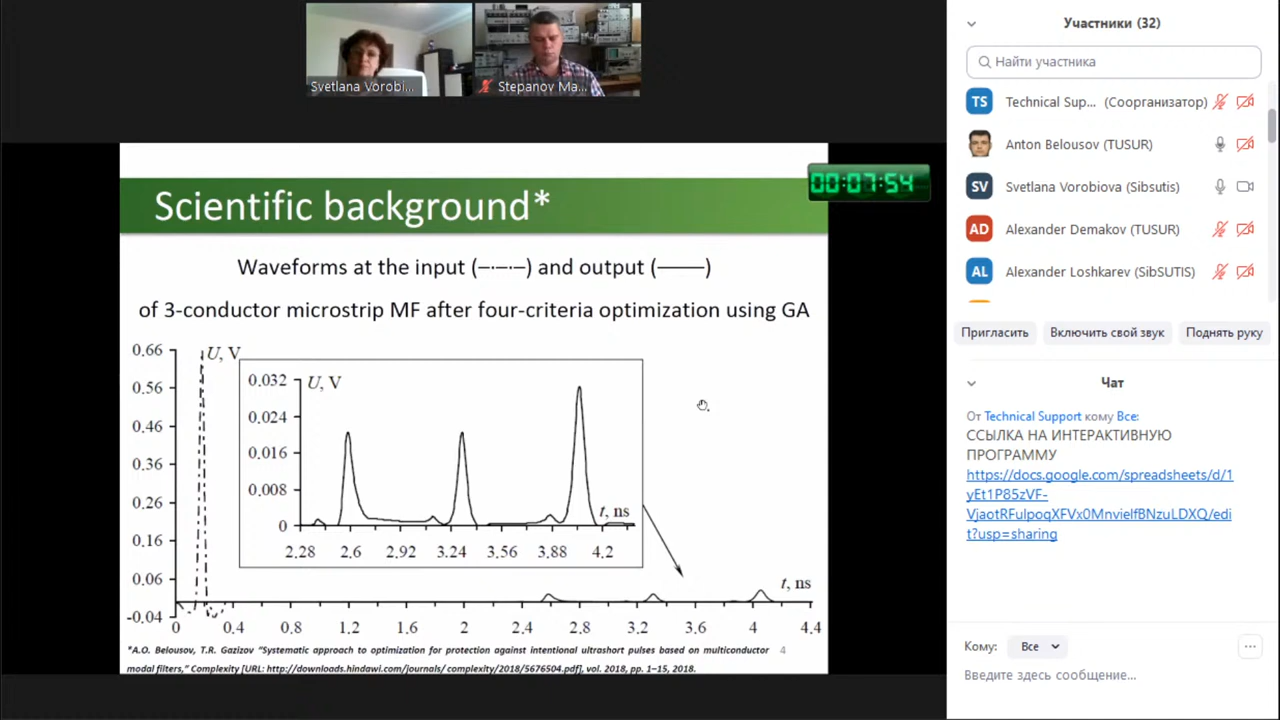 Svetlana Vorobi...
Stepanov Ma...
00:07:54
Scientific background*
Waveforms at the input (–·–·–) and output (——)
of 3-conductor microstrip MF after four-criteria optimization using GA
0.66
0.56
0.46
0.36
0.26
0.16
0.06
-0.04
U, V
0.032
0.024
0.016
0,008
0
U, V
t, ns
2,28 2,6 2,92 3,24 3,56 3,88 4,2
t, ns
0 0,4 0,8 1,2 1,6 2 2,4 2,8 3,2 3,6 4 4,4
*A.O. Belousov, T.R. Gazizov "Systematic approach to optimization for protection against intentional ultrashort pulses based on multiconductor
modal filters," Complexity [URL: http://downloads.hindawi.com/journals/ complexity/2018/5676504.pdf], vol. 2018, pp. 1–15, 2018.
4
Участники (32)
Найти участника
TS Technical Sup... (Соорганизатор)
Anton Belousov (TUSUR)
SV Svetlana Vorobiova (Sibsutis)
AD Alexander Demakov (TUSUR)
AL Alexander Loshkarev (SibSUTIS)
Пригласить Включить свой звук Поднять руку
Чат
От Technical Support кому Все:
ССЫЛКА НА ИНТЕРАКТИВНУЮ
ПРОГРАММУ
https://docs.google.com/spreadsheets/d/1
yEt1P85zVF-
VjaotRFulpoqXFVx0MnvielfBNzuLDXQ/edi
t?usp=sharing
Кому: Все
...
Введите здесь сообщение...